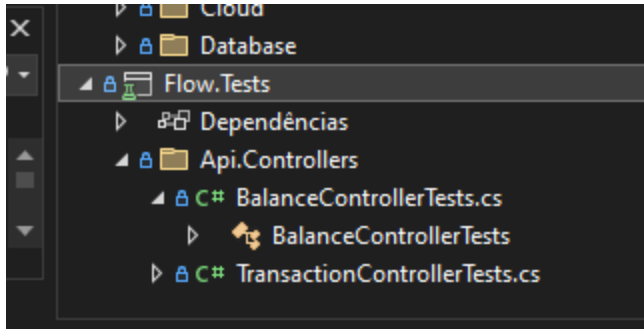 Cloud
Database
Flow.Tests
Dependências
Api.Controllers
C# BalanceControllerTests.cs
BalanceControllerTests
C# TransactionControllerTests.cs